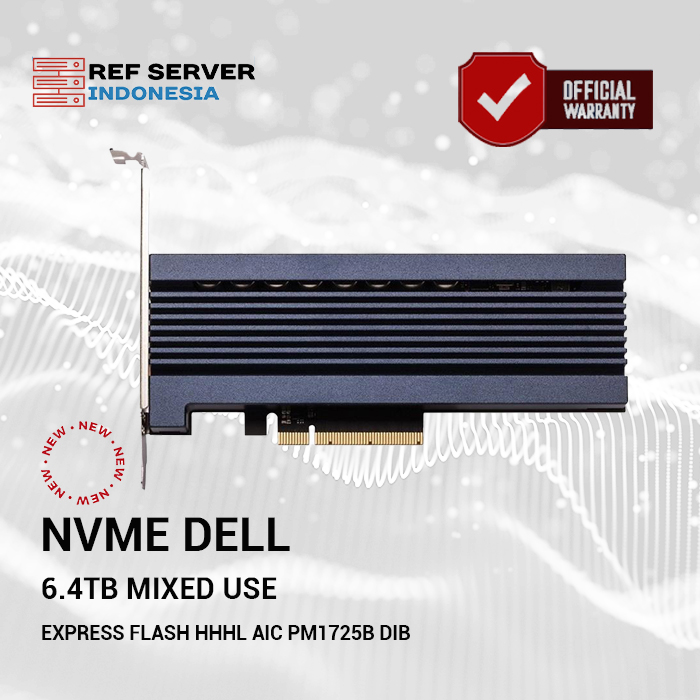 REF SERVER
INDONESIA
OFFICIAL
WARRANTY
NEW • NEW • NEW • NEW • NEW •
NVME DELL
6.4TB MIXED USE
EXPRESS FLASH HHHL AIC PM1725B DIB